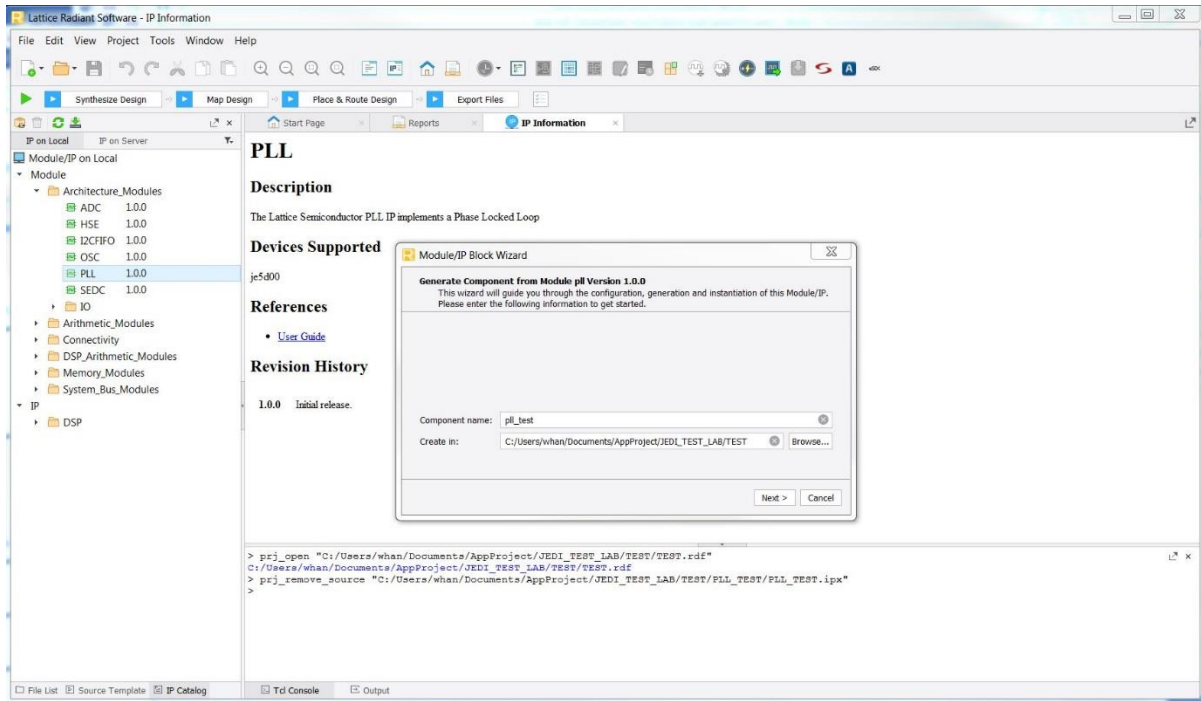 Lattice Radiant Software - IP Information
File Edit View Project Tools Window Help
Synthesize Design Map Design Place & Route Design Export Files
Start Page Reports IP Information
IP on Local IP on Server
Module/IP on Local
Module
Architecture_Modules
ADC 1.0.0
HSE 1.0.0
I2CFIFO 1.0.0
OSC 1.0.0
PLL 1.0.0
SEDC 1.0.0
IO
Arithmetic_Modules
Connectivity
DSP_Arithmetic_Modules
Memory_Modules
System_Bus_Modules
IP
DSP
PLL
Description
The Lattice Semiconductor PLL IP implements a Phase Locked Loop
Devices Supported
je5d00
References
• User Guide
Revision History
1.0.0 Initial release.
Module/IP Block Wizard
Generate Component from Module pll Version 1.0.0
This wizard will guide you through the configuration, generation and instantiation of this Module/IP.
Please enter the following information to get started.
Component name: pll_test
Create in: C:/Users/whan/Documents/AppProject/JEDI_TEST_LAB/TEST Browse...
Next > Cancel
> prj_open "C:/Users/whan/Documents/AppProject/JEDI_TEST_LAB/TEST/TEST.rdf"
C:/Users/whan/Documents/AppProject/JEDI_TEST_LAB/TEST/TEST.rdf
> prj_remove_source "C:/Users/whan/Documents/AppProject/JEDI_TEST_LAB/TEST/PLL_TEST/PLL_TEST.ipx"
>
File List Source Template IP Catalog
Tcl Console Output